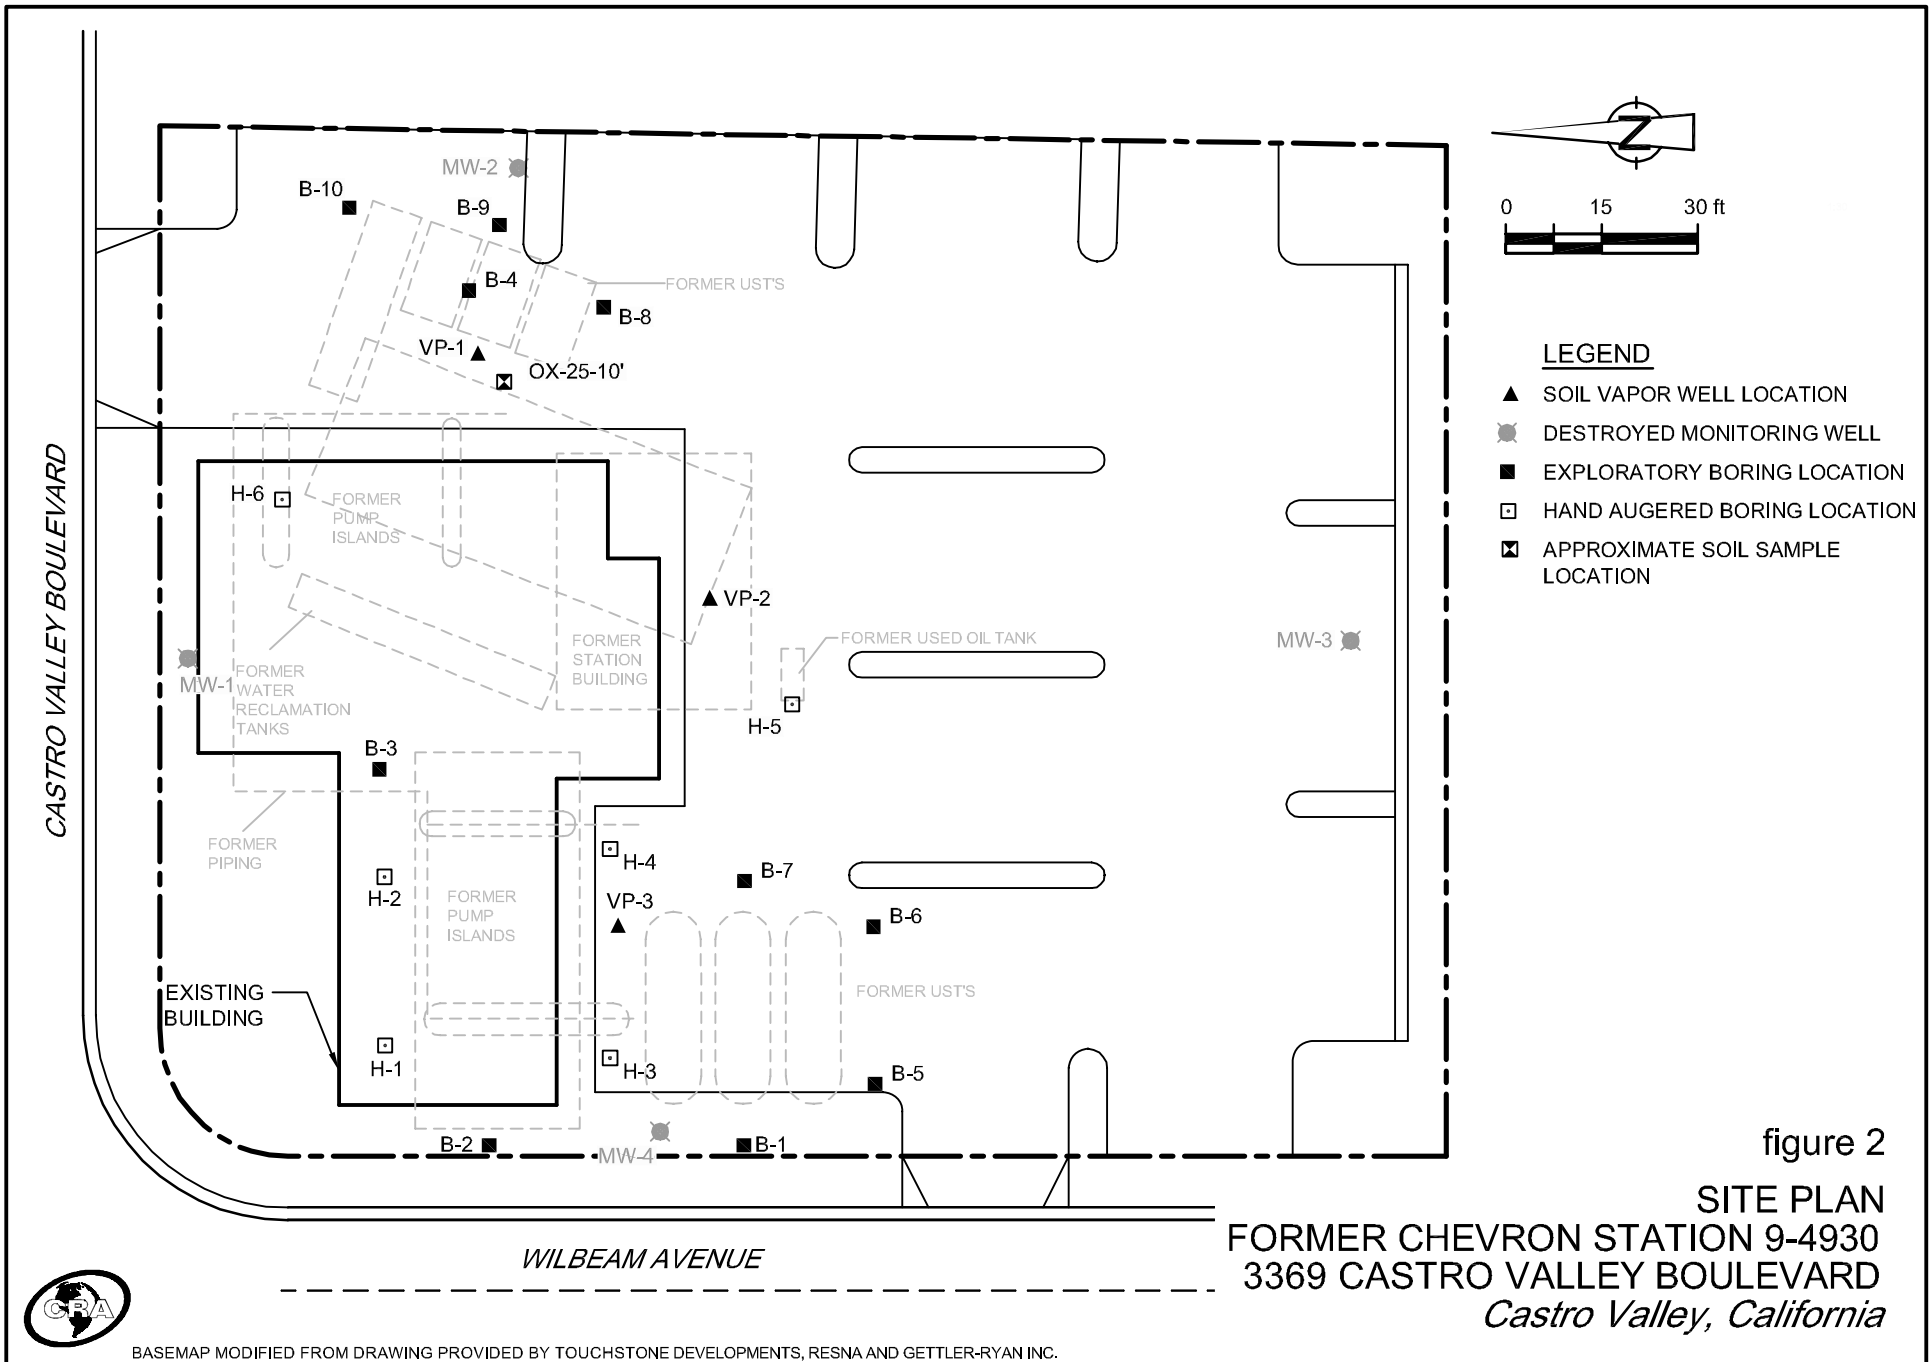 MW-2
B-10
B-9
B-4
FORMER UST'S
B-8
VP-1
OX-25-10'
N
0 15 30 ft
LEGEND
SOIL VAPOR WELL LOCATION
DESTROYED MONITORING WELL
EXPLORATORY BORING LOCATION
HAND AUGERED BORING LOCATION
APPROXIMATE SOIL SAMPLE
LOCATION
CASTRO VALLEY BOULEVARD
H-6
FORMER
PUMP
ISLANDS
VP-2
FORMER
STATION
BUILDING
FORMER USED OIL TANK
MW-3
MW-1
FORMER
WATER
RECLAMATION
TANKS
H-5
B-3
FORMER
PIPING
H-4
B-7
H-2
FORMER
PUMP
ISLANDS
VP-3
B-6
FORMER UST'S
EXISTING
BUILDING
H-1
H-3
B-5
B-2
MW-4
B-1
WILBEAM AVENUE
figure 2
SITE PLAN
FORMER CHEVRON STATION 9-4930
3369 CASTRO VALLEY BOULEVARD
Castro Valley, California
CRA
BASEMAP MODIFIED FROM DRAWING PROVIDED BY TOUCHSTONE DEVELOPMENTS, RESNA AND GETTLER-RYAN INC.